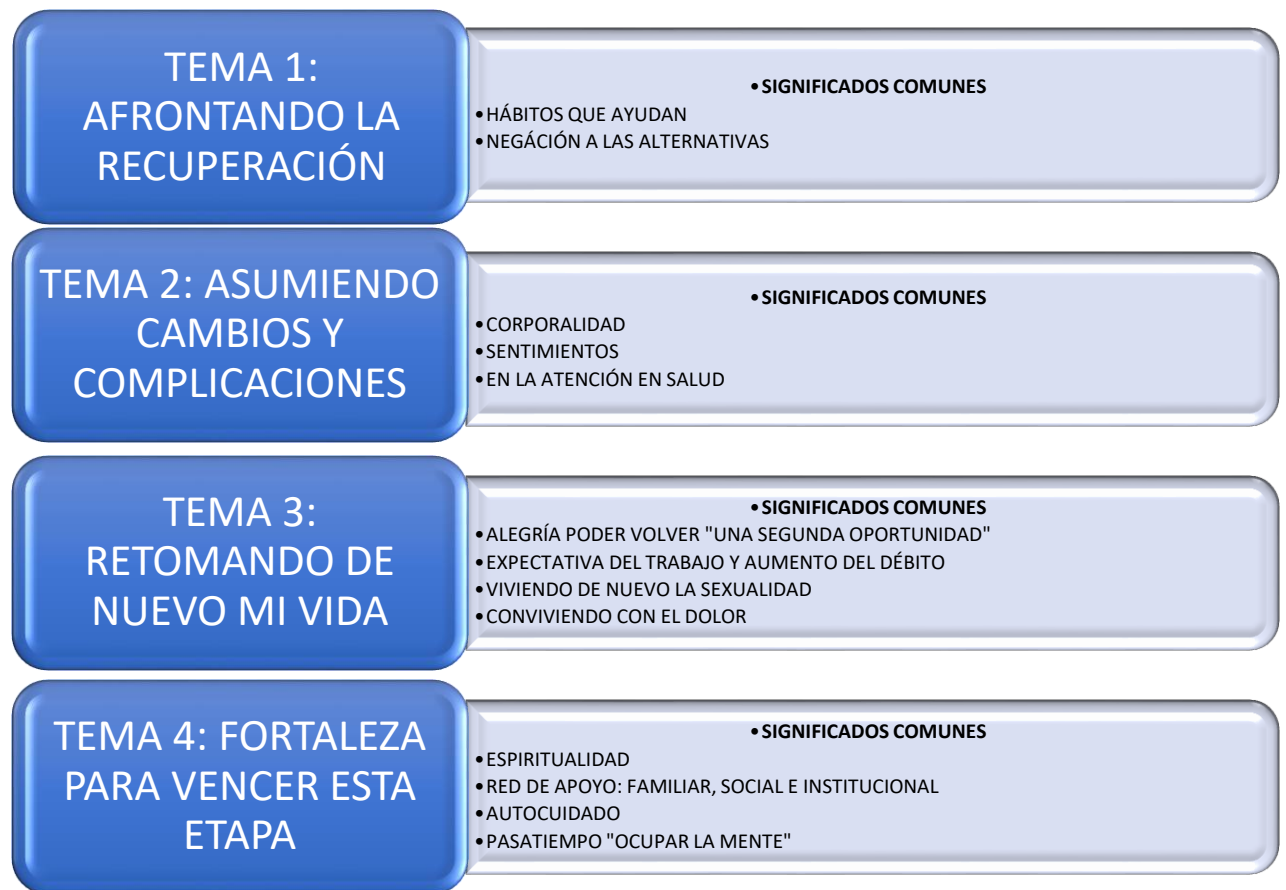 TEMA 1:
AFRONTANDO LA
RECUPERACIÓN
•SIGNIFICADOS COMUNES
•HÁBITOS QUE AYUDAN
•NEGÁCIÓN A LAS ALTERNATIVAS
TEMA 2: ASUMIENDO
CAMBIOS Y
COMPLICACIONES
•SIGNIFICADOS COMUNES
•CORPORALIDAD
•SENTIMIENTOS
•EN LA ATENCIÓN EN SALUD
TEMA 3:
RETOMANDO DE
NUEVO MI VIDA
•SIGNIFICADOS COMUNES
•ALEGRÍA PODER VOLVER "UNA SEGUNDA OPORTUNIDAD"
•EXPECTATIVA DEL TRABAJO Y AUMENTO DEL DÉBITO
•VIVIENDO DE NUEVO LA SEXUALIDAD
•CONVIVIENDO CON EL DOLOR
TEMA 4: FORTALEZA
PARA VENCER ESTA
ETAPA
•SIGNIFICADOS COMUNES
•ESPIRITUALIDAD
•RED DE APOYO: FAMILIAR, SOCIAL E INSTITUCIONAL
•AUTOCUIDADO
•PASATIEMPO "OCUPAR LA MENTE"